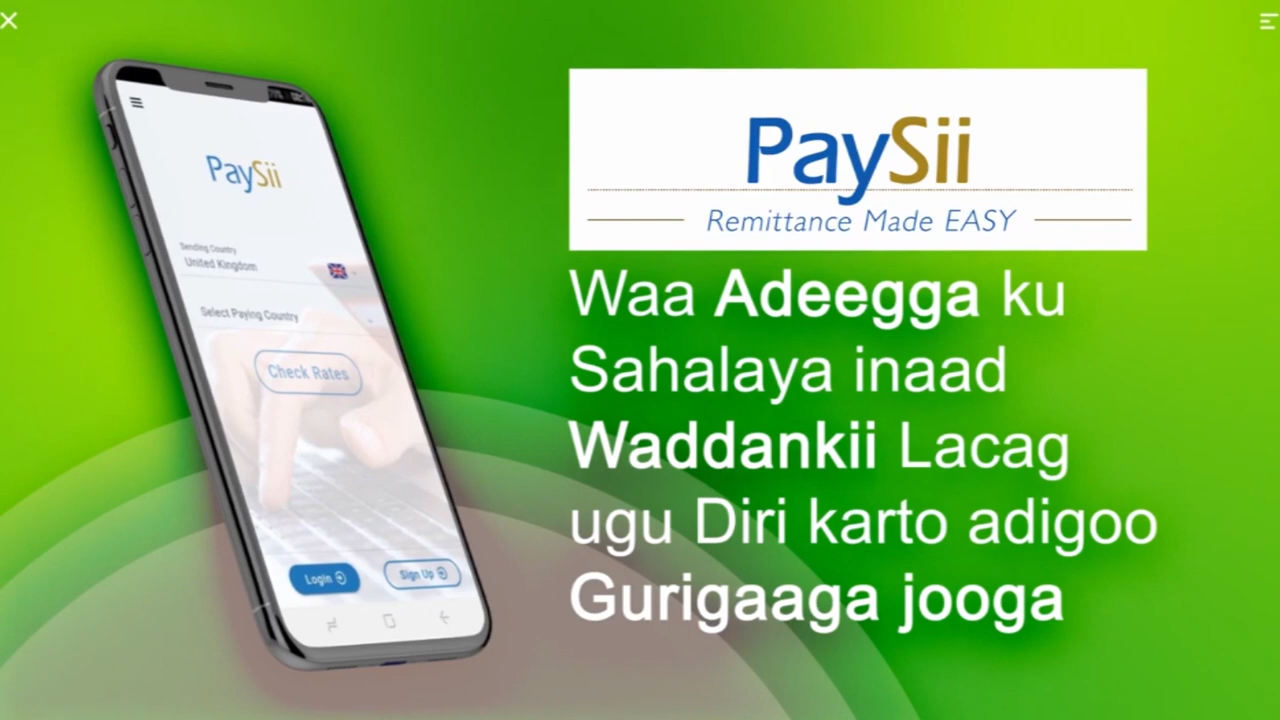 PaySii
Sending Country
United Kingdom
Select Paying Country
Check Rates
Login
Sign Up
PaySii
Remittance Made EASY
Waa Adeegga ku
Sahalaya inaad
Waddankii Lacag
ugu Diri karto adigoo
Gurigaaga jooga